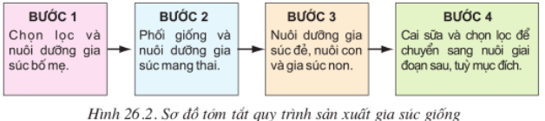 BƯỚC 1
Chọn lọc và
nuôi dưỡng gia
súc bố mẹ.
BƯỚC 2
Phối giống và
nuôi dưỡng gia
súc mang thai.
BƯỚC 3
Nuôi dưỡng gia
súc đẻ, nuôi con
và gia súc non.
BƯỚC 4
Cai sữa và chọn lọc để
chuyển sang nuôi giai
đoạn sau, tuỳ mục đích.
Hình 26.2. Sơ đồ tóm tắt quy trình sản xuất gia súc giống